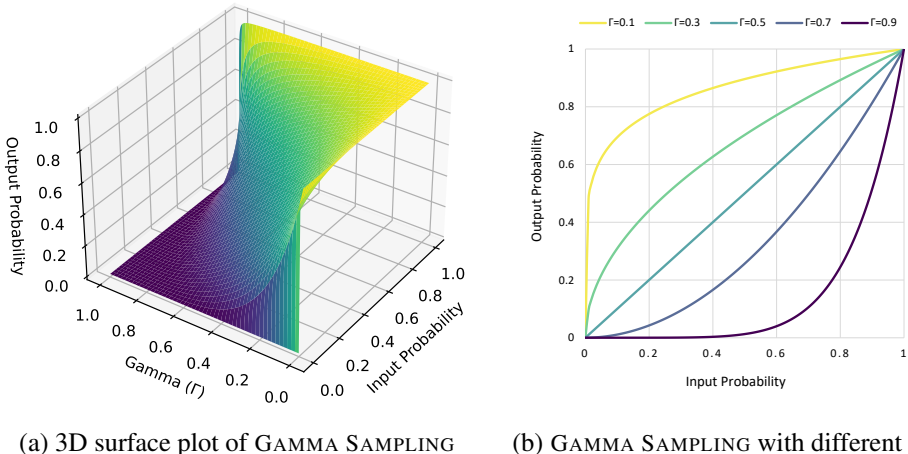 Output Probability
1.0
0.8
0.6
0.4
0.2
0.0
1.0
0.8
0.6
0.4
0.2
0.0
Gamma (Γ)
0.0
0.2
0.4
0.6
0.8
1.0
Input Probability
(a) 3D surface plot of GAMMA SAMPLING
Γ=0.1 Γ=0.3 Γ=0.5 Γ=0.7 Γ=0.9
Output Probability
1
0.8
0.6
0.4
0.2
0
0 0.2 0.4 0.6 0.8 1
Input Probability
(b) GAMMA SAMPLING with different